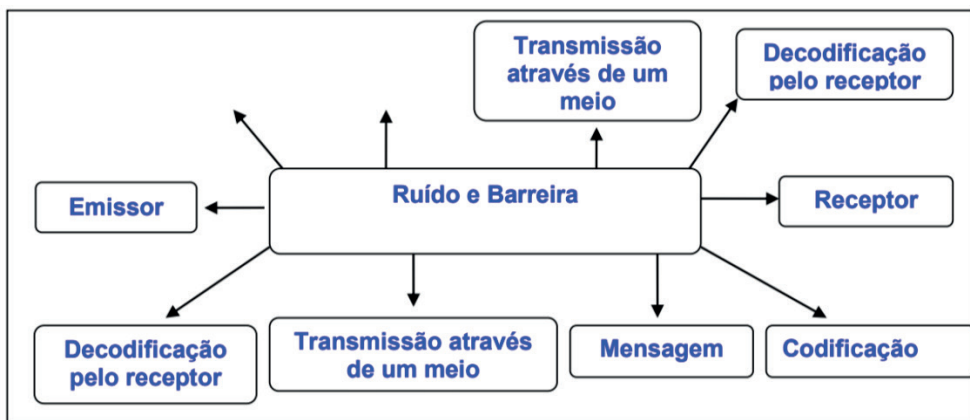 Transmissão
através de um
meio
Decodificação
pelo receptor
Emissor
Ruído e Barreira
Receptor
Decodificação
pelo receptor
Transmissão através
de um meio
Mensagem
Codificação